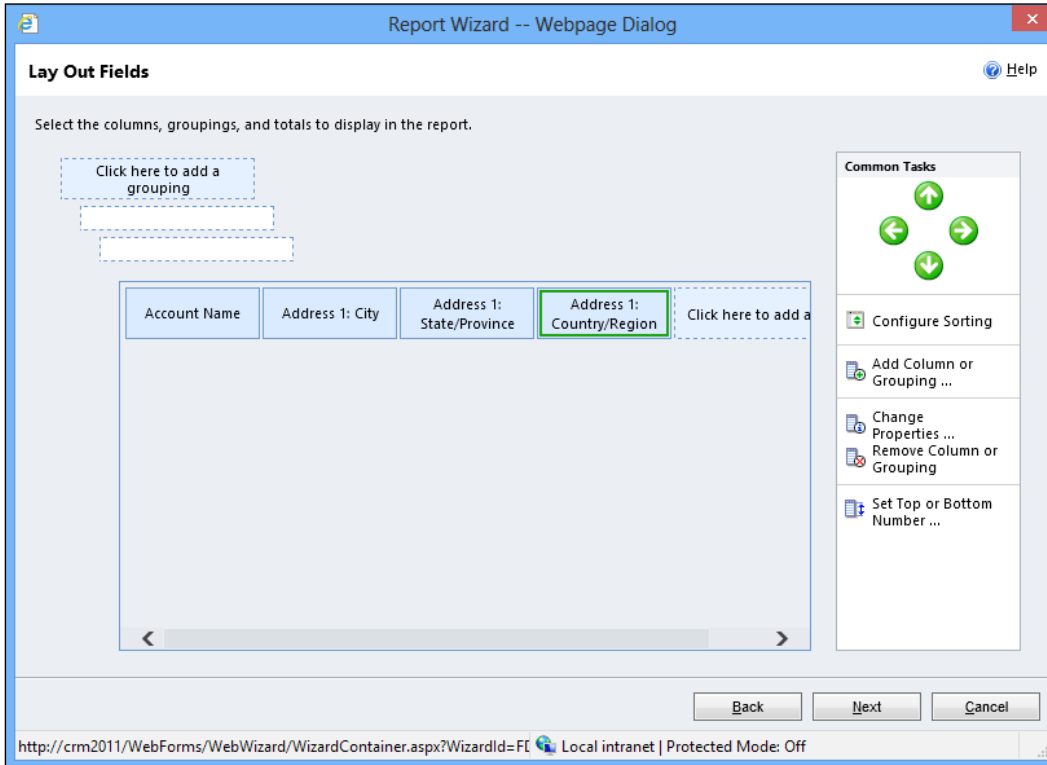 Report Wizard -- Webpage Dialog
Lay Out Fields
Help
Select the columns, groupings, and totals to display in the report.
Click here to add a
grouping
Account Name
Address 1: City
Address 1:
State/Province
Address 1:
Country/Region
Click here to add a
Common Tasks
Configure Sorting
Add Column or
Grouping ...
Change
Properties ...
Remove Column or
Grouping
Set Top or Bottom
Number ...
Back
Next
Cancel
http://crm2011/WebForms/WebWizard/WizardContainer.aspx?WizardId=FD
Local intranet | Protected Mode: Off